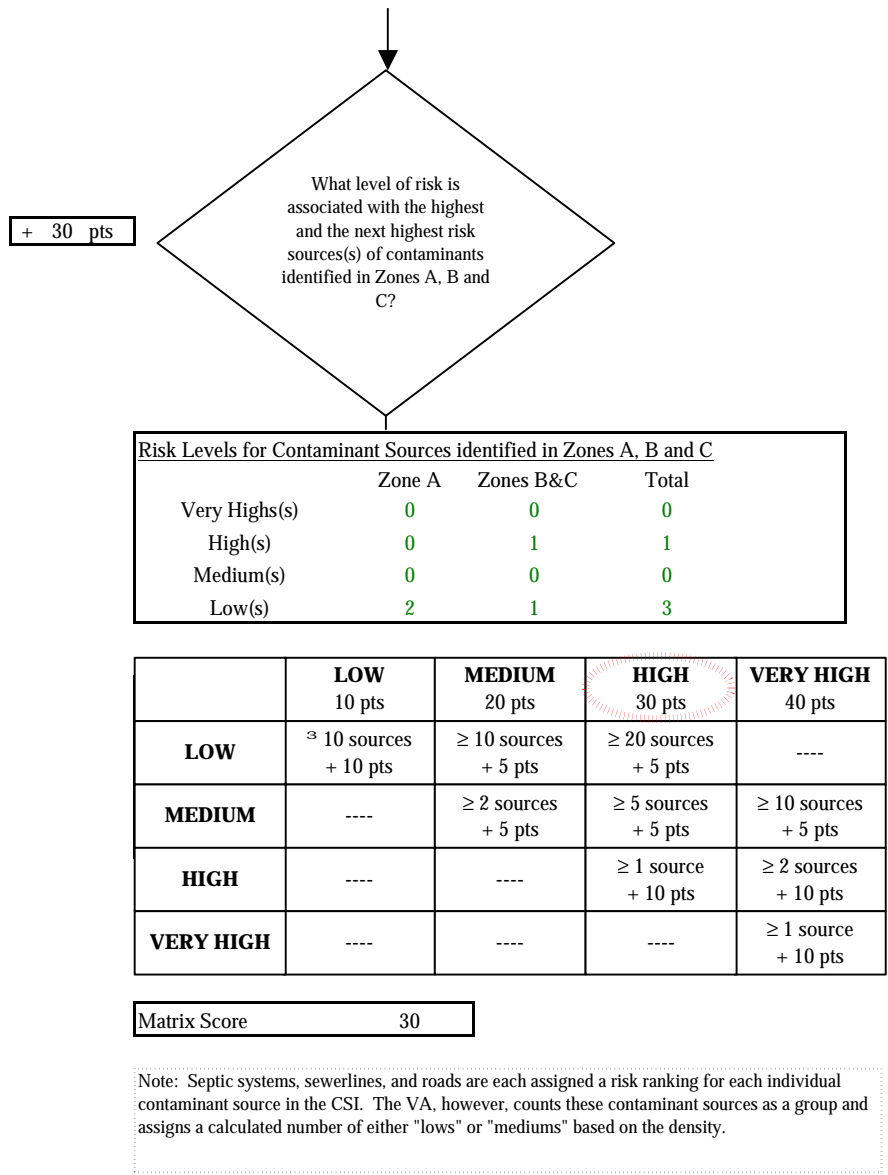 What level of risk is
associated with the highest
and the next highest risk
sources(s) of contaminants
identified in Zones A, B and
C?
+ 30 pts
Risk Levels for Contaminant Sources identified in Zones A, B and C
Zone A Zones B&C Total
Very Highs(s) 0 0 0
High(s) 0 1 1
Medium(s) 0 0 0
Low(s) 2 1 3
LOW MEDIUM HIGH VERY HIGH
10 pts 20 pts 30 pts 40 pts
LOW ³ 10 sources ≥ 10 sources ≥ 20 sources ----
+ 10 pts + 5 pts + 5 pts
MEDIUM ---- ≥ 2 sources ≥ 5 sources ≥ 10 sources
+ 5 pts + 5 pts + 5 pts
HIGH ---- ---- ≥ 1 source ≥ 2 sources
+ 10 pts + 10 pts
VERY HIGH ---- ---- ---- ≥ 1 source
+ 10 pts
Matrix Score 30
Note: Septic systems, sewerlines, and roads are each assigned a risk ranking for each individual
contaminant source in the CSI. The VA, however, counts these contaminant sources as a group and
assigns a calculated number of either "lows" or "mediums" based on the density.